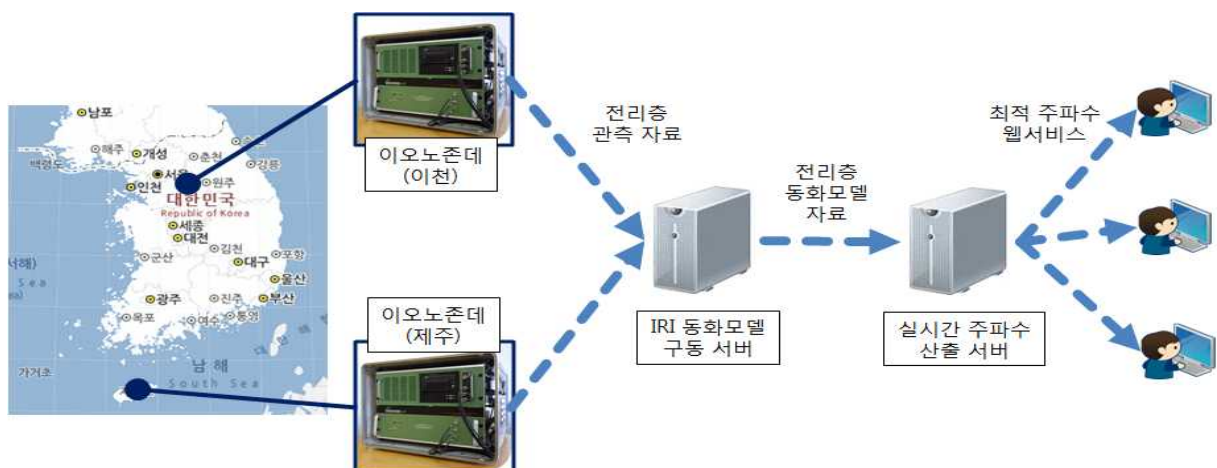 남포
해주
개성
춘천
강릉
백령도
서울
인천
원주
대한민국
Republic of Korea
세종
대전
김천
포항
군산
대구
울산
광주
진주
부산
목포
여수
통영
남해
South Sea
가거초
서해)
이오노존데
(이천)
이오노존데
(제주)
전리층
관측 자료
IRI 동화모델
구동 서버
전리층
동화모델
자료
실시간 주파수
산출 서버
최적 주파수
웹서비스